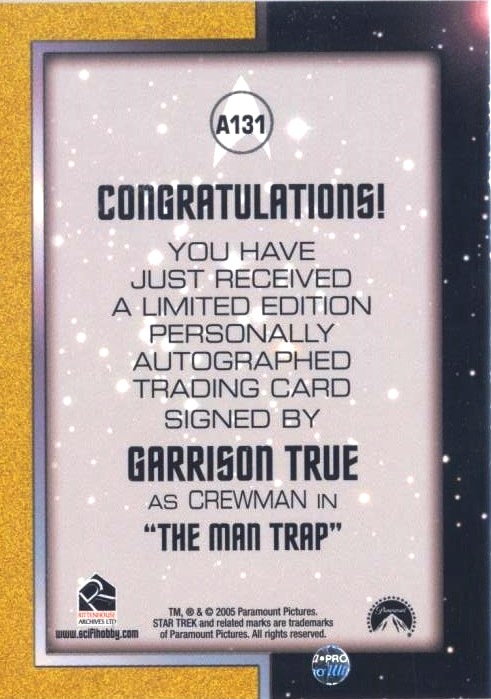 A131
CONGRATULATIONS!
YOU HAVE
JUST RECEIVED
A LIMITED EDITION
PERSONALLY
AUTOGRAPHED
TRADING CARD
SIGNED BY
GARRISON TRUE
AS CREWMAN IN
"THE MAN TRAP"
RITTENHOUSE
ARCHIVES LTD
www.scifihobby.com
TM, ® & © 2005 Paramount Pictures.
STAR TREK and related marks are trademarks
of Paramount Pictures. All rights reserved.
Paramount
PRO